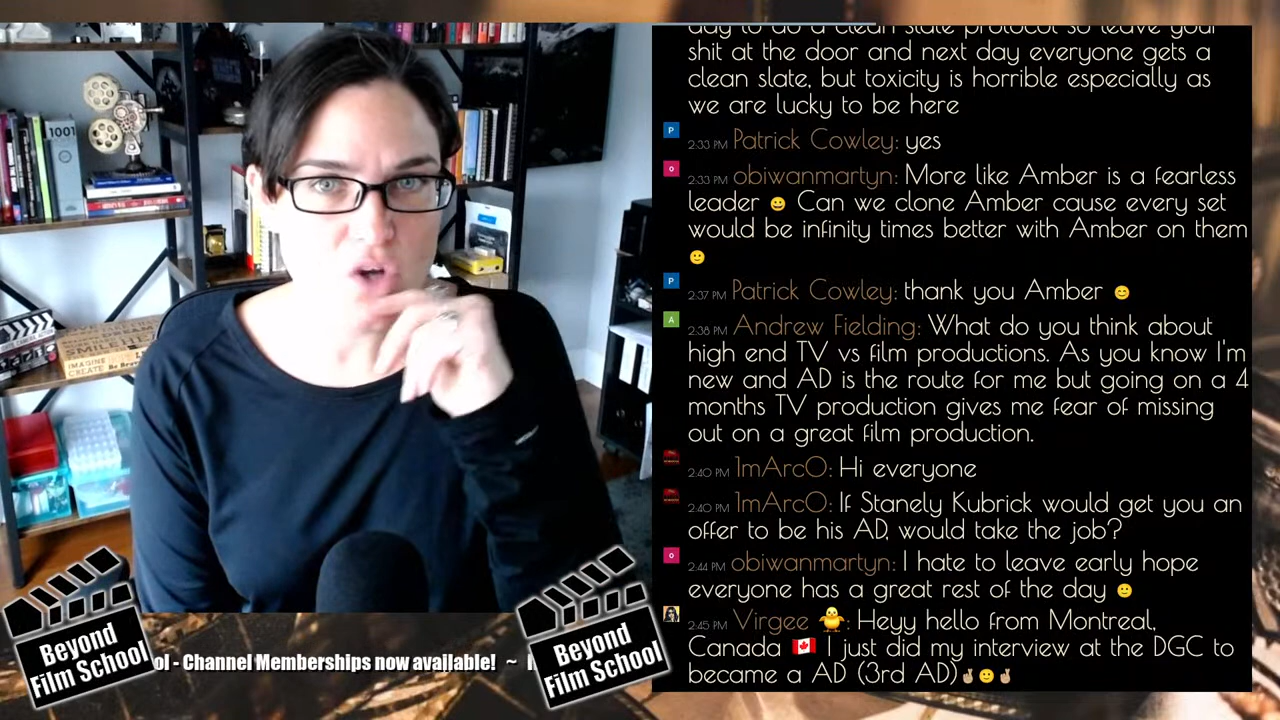 day to do a clean slate protocol so leave your
shit at the door and next day everyone gets a
clean slate, but toxicity is horrible especially as
we are lucky to be here
P
2:33 PM Patrick Cowley: yes
o
2:33 PM obiwanmartyn: More like Amber is a fearless
leader 😀 Can we clone Amber cause every set
would be infinity times better with Amber on them
🙂
P
2:37 PM Patrick Cowley: thank you Amber 😊
A
2:38 PM Andrew Fielding: What do you think about
high end TV vs film productions. As you know I'm
new and AD is the route for me but going on a 4
months TV production gives me fear of missing
out on a great film production.
2:40 PM 1mArcO: Hi everyone
2:40 PM 1mArcO: If Stanely Kubrick would get you an
offer to be his AD, would take the job?
o
2:44 PM obiwanmartyn: I hate to leave early hope
everyone has a great rest of the day 🙂
2:45 PM Virgee 🐥: Heyy hello from Montreal,
Canada 🇨🇦 I just did my interview at the DGC to
became a AD (3rd AD)✌🏼🙂✌🏼
1001
IMAGINE
CREATE Be Br
Beyond
Film School
ol - Channel Memberships now available! ~
Beyond
Film School